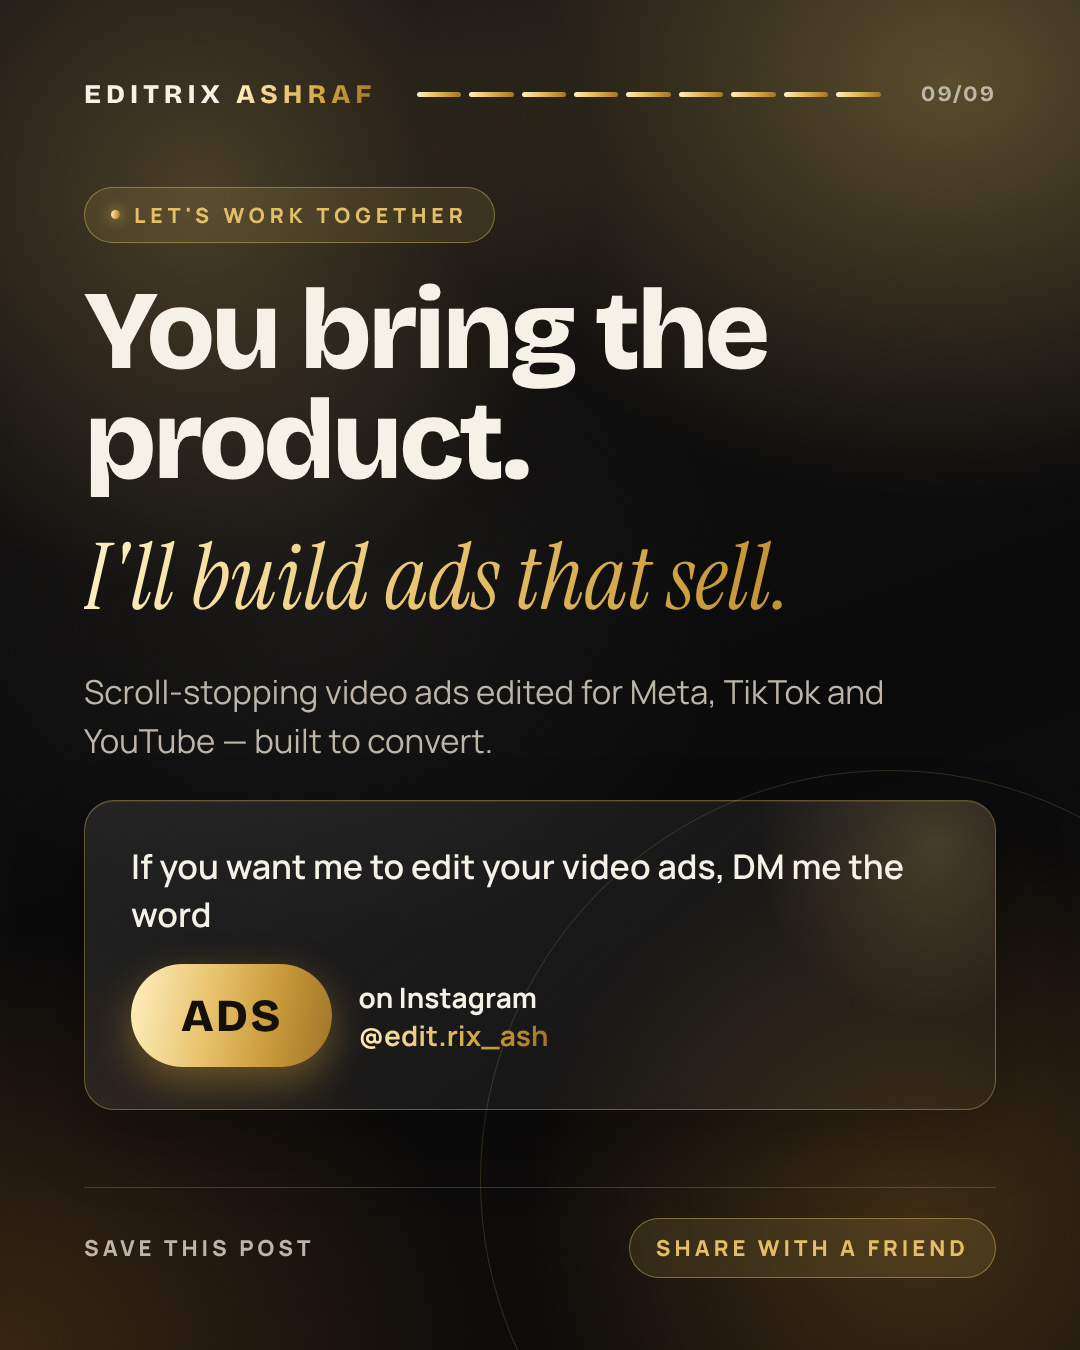 EDITRIX ASHRAF
09/09
LET'S WORK TOGETHER
You bring the
product.
I'll build ads that sell.
Scroll-stopping video ads edited for Meta, TikTok and
YouTube — built to convert.
If you want me to edit your video ads, DM me the
word
ADS
on Instagram
@edit.rix_ash
SAVE THIS POST
SHARE WITH A FRIEND